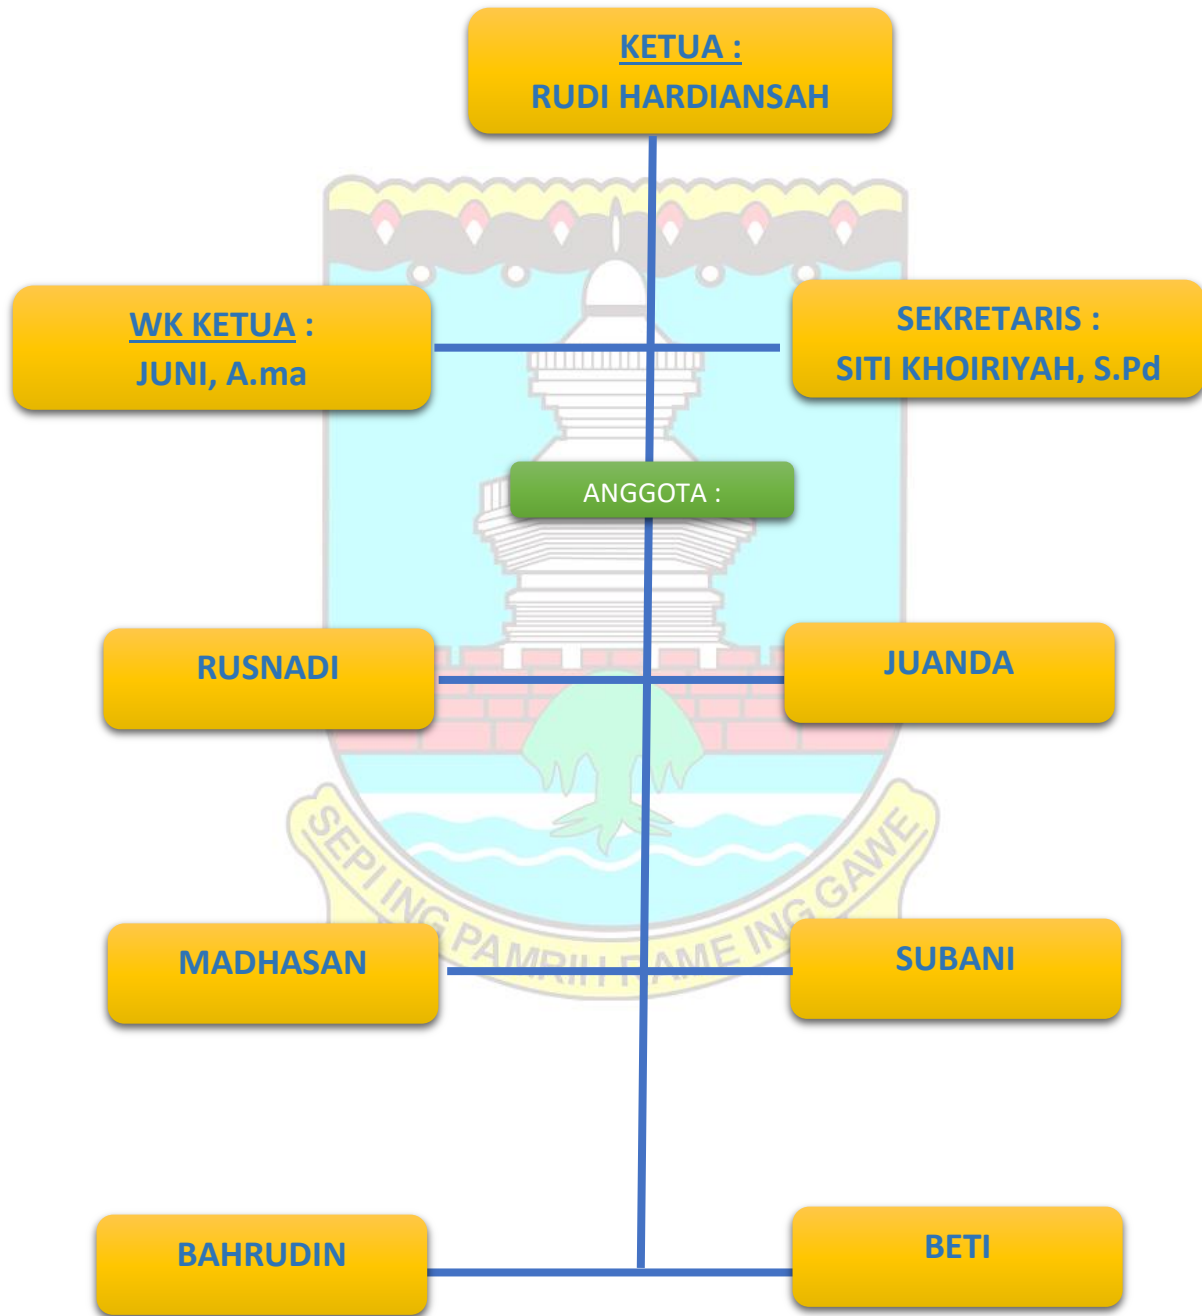 KETUA :
RUDI HARDIANSAH
WK KETUA :
JUNI, A.ma
SEKRETARIS :
SITI KHOIRIYAH, S.Pd
ANGGOTA :
RUSNADI
JUANDA
SEPI ING PAMRIH RAME ING GAWE
MADHASAN
SUBANI
BAHRUDIN
BETI